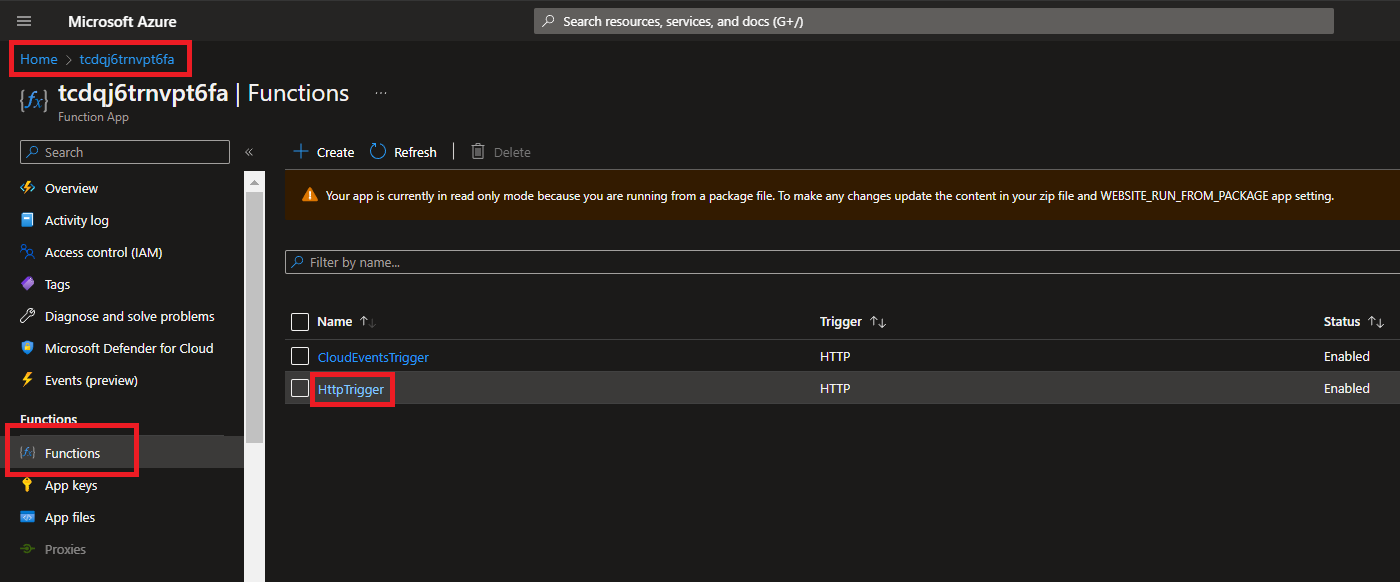 Microsoft Azure
Search resources, services, and docs (G+/)
Home > tcdqj6trnvpt6fa
{fx} tcdqj6trnvpt6fa | Functions ...
Function App
Search «
Overview
Activity log
Access control (IAM)
Tags
Diagnose and solve problems
Microsoft Defender for Cloud
Events (preview)
Functions
Functions
App keys
App files
Proxies
+ Create Refresh | Delete
Your app is currently in read only mode because you are running from a package file. To make any changes update the content in your zip file and WEBSITE_RUN_FROM_PACKAGE app setting.
Filter by name...
Name ↑↓ Trigger ↑↓ Status ↑↓
CloudEventsTrigger HTTP Enabled
HttpTrigger HTTP Enabled